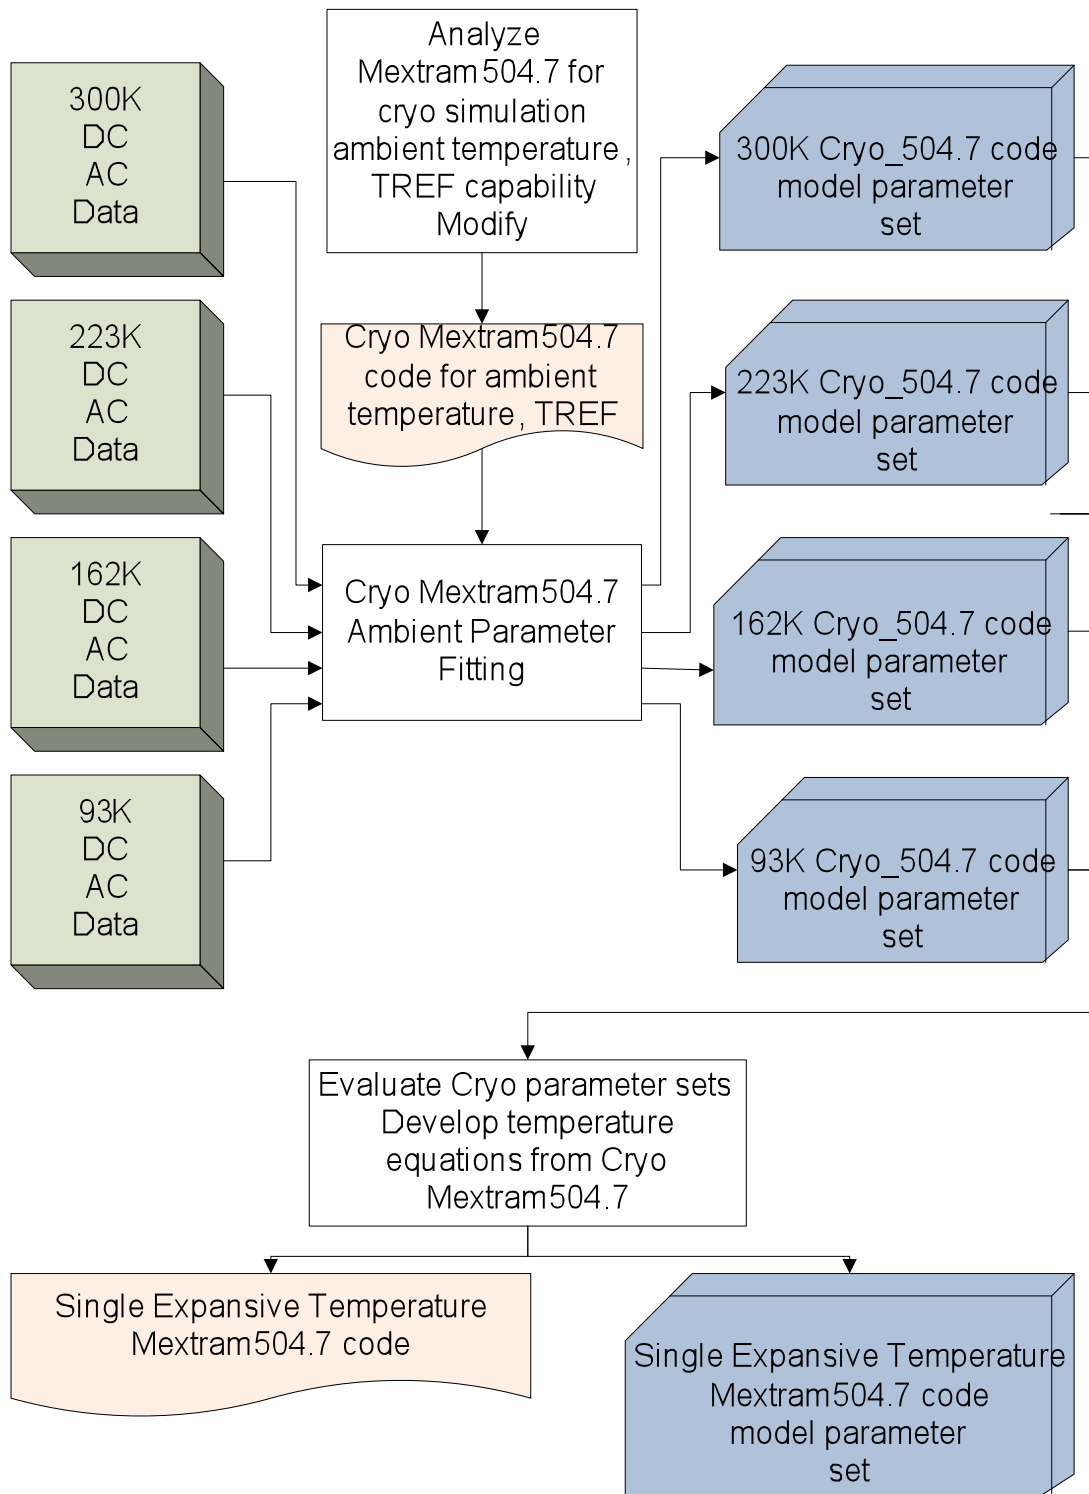 Analyze
Mextram504.7 for
cryo simulation
ambient temperature,
TREF capability
Modify
300K
DC
AC
Data
300K Cryo_504.7 code
model parameter
set
Cryo Mextram504.7
code for ambient
temperature, TREF
223K
DC
AC
Data
223K Cryo_504.7 code
model parameter
set
162K
DC
AC
Data
Cryo Mextram504.7
Ambient Parameter
Fitting
162K Cryo_504.7 code
model parameter
set
93K
DC
AC
Data
93K Cryo_504.7 code
model parameter
set
Evaluate Cryo parameter sets
Develop temperature
equations from Cryo
Mextram504.7
Single Expansive Temperature
Mextram504.7 code
Single Expansive Temperature
Mextram504.7 code
model parameter
set